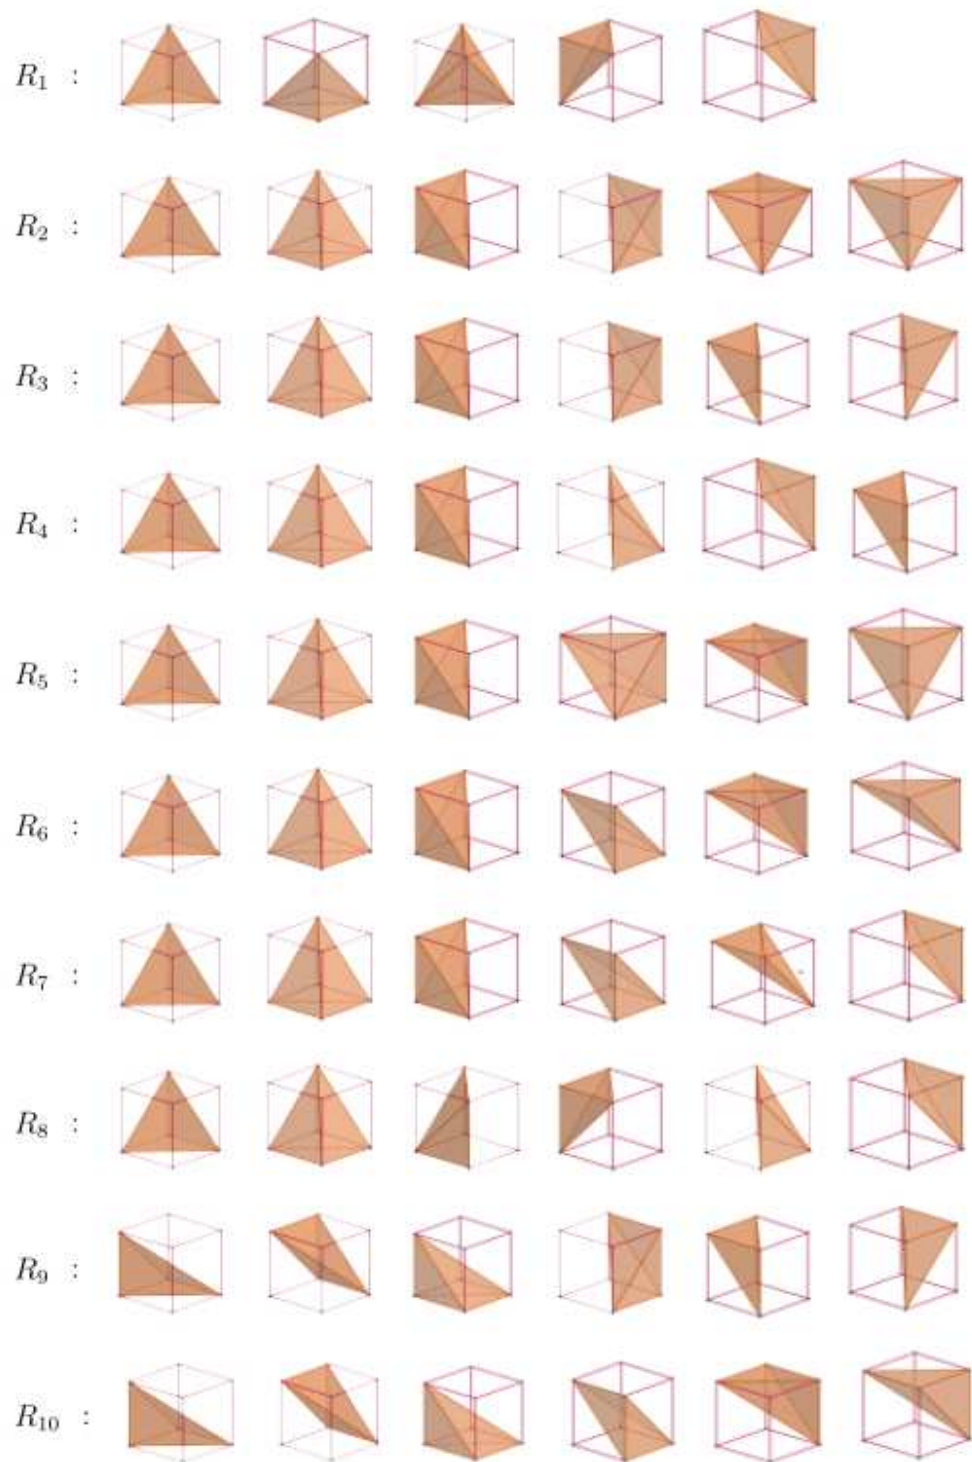 R₁ :
R₂ :
R₃ :
R₄ :
R₅ :
R₆ :
R₇ :
R₈ :
R₉ :
R₁₀ :